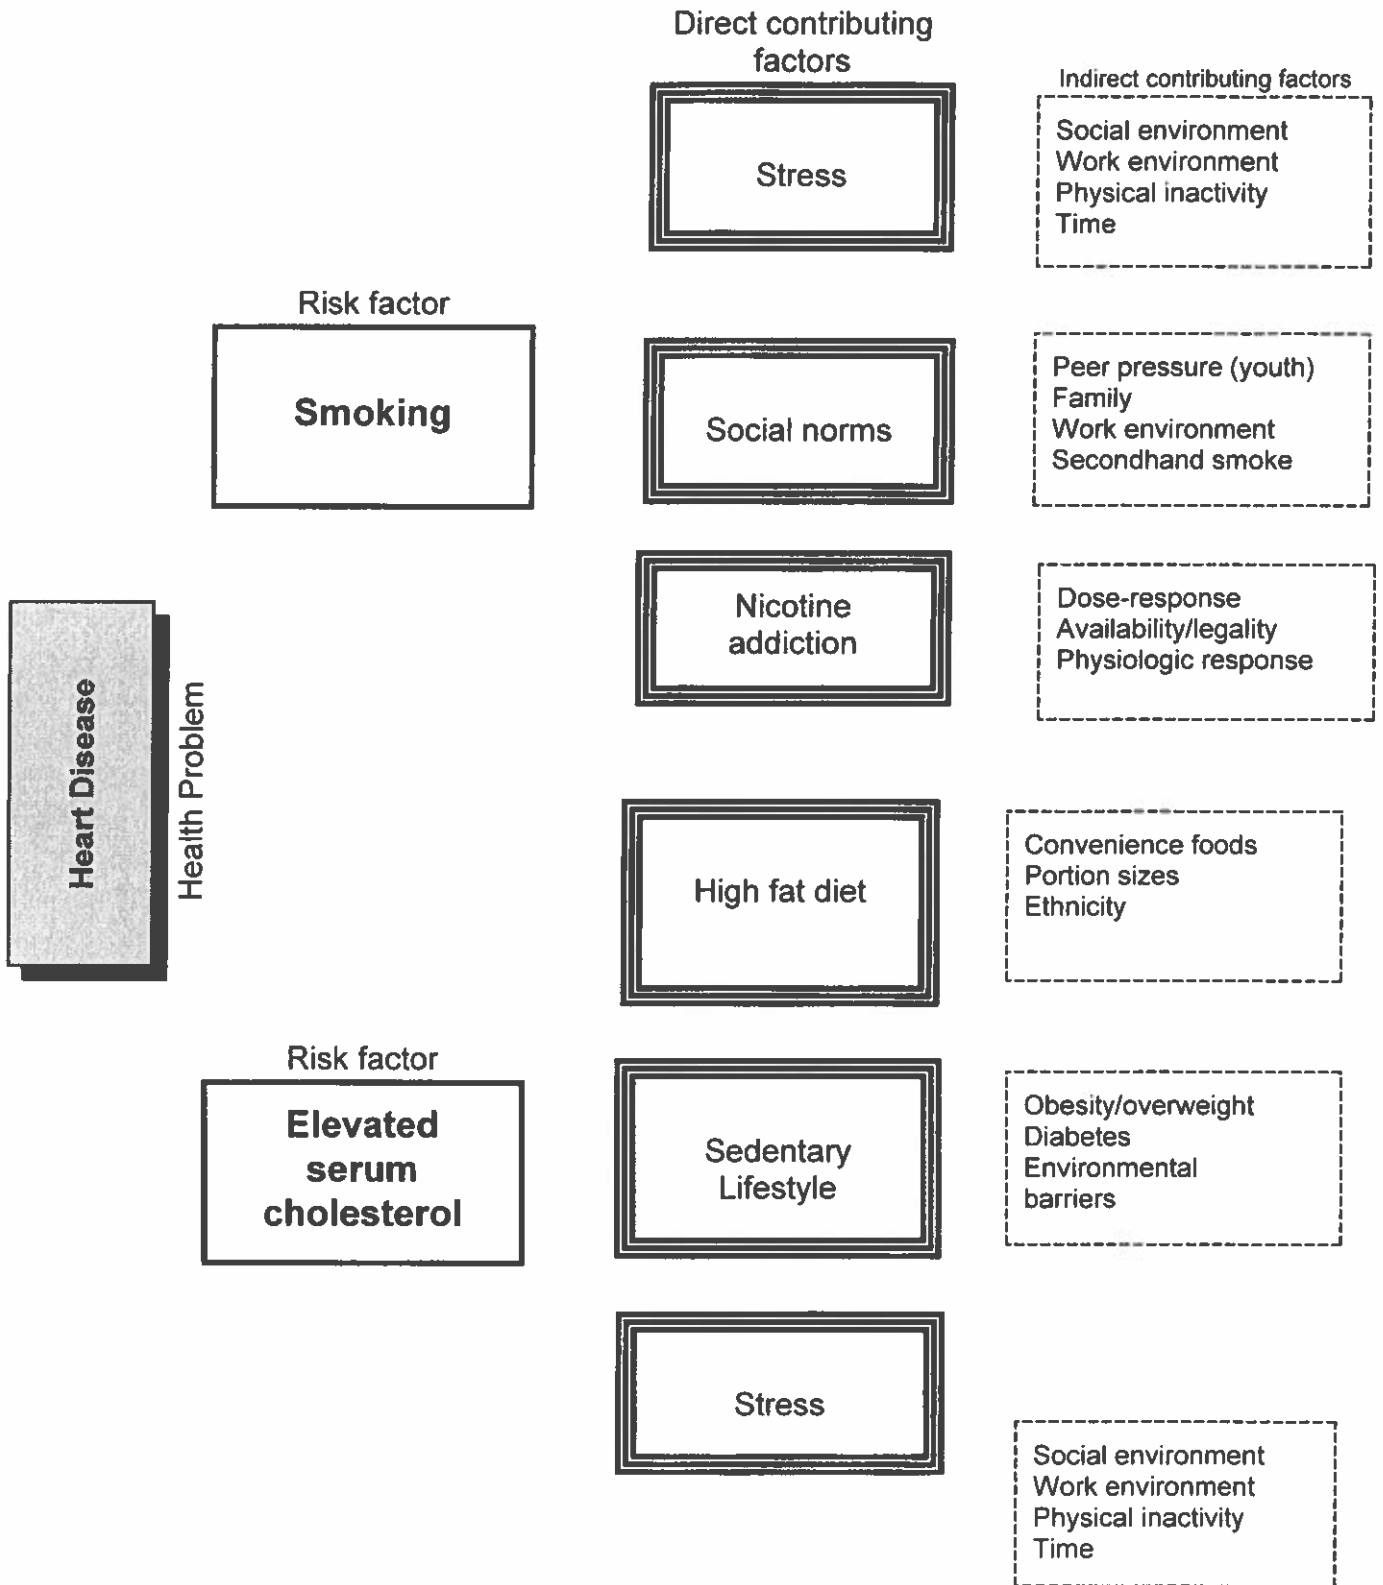 Direct contributing
factors
Indirect contributing factors
Stress
Social environment
Work environment
Physical inactivity
Time
Risk factor
Smoking
Social norms
Peer pressure (youth)
Family
Work environment
Secondhand smoke
Nicotine
addiction
Dose-response
Availability/legality
Physiologic response
Heart Disease
Health Problem
High fat diet
Convenience foods
Portion sizes
Ethnicity
Risk factor
Elevated
serum
cholesterol
Sedentary
Lifestyle
Obesity/overweight
Diabetes
Environmental
barriers
Stress
Social environment
Work environment
Physical inactivity
Time